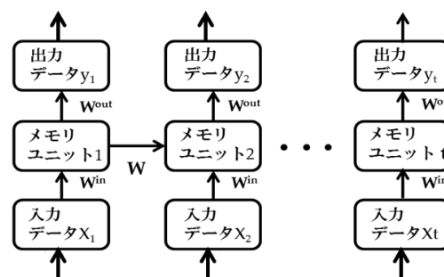 出力
データy₁
出力
データy₂
出力
データyₜ
Wᵒᵘᵗ
Wᵒᵘᵗ
メモリ
ユニット1
W
メモリ
ユニット2
・・・
メモリ
ユニット t
Wⁱⁿ
Wⁱⁿ
入力
データX₁
入力
データX₂
入力
データXt